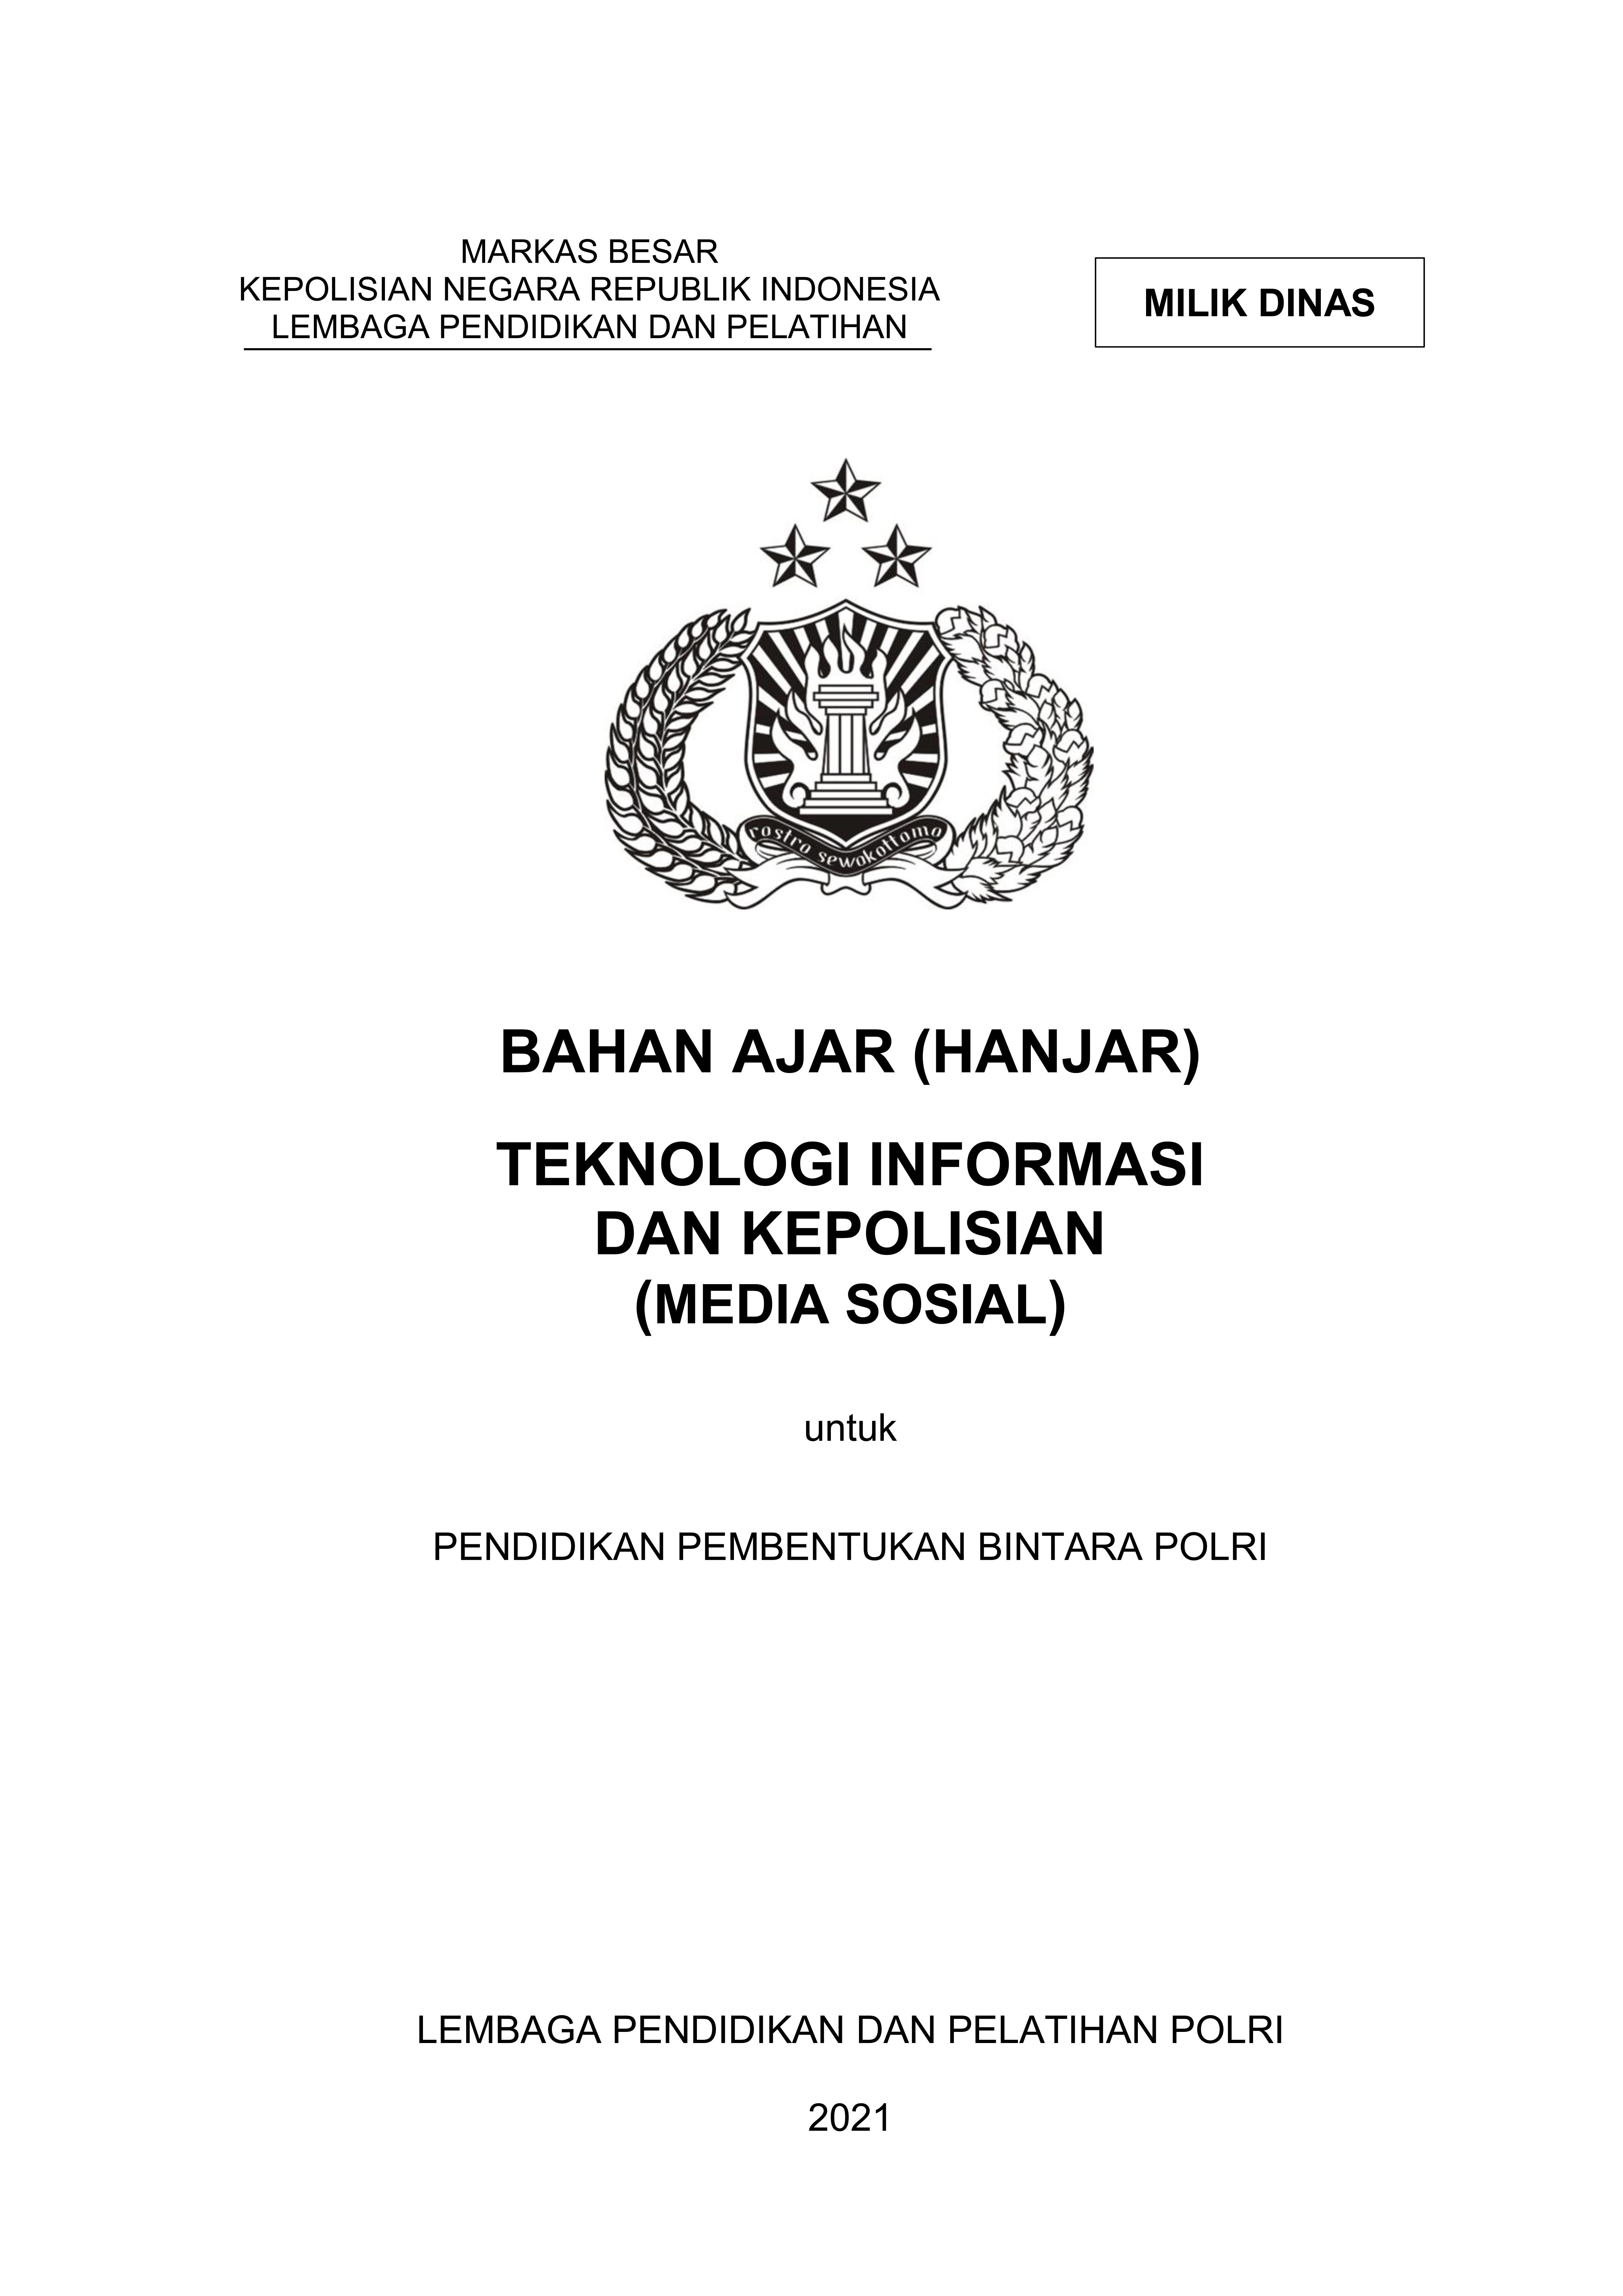 MARKAS BESAR
KEPOLISIAN NEGARA REPUBLIK INDONESIA
LEMBAGA PENDIDIKAN DAN PELATIHAN
MILIK DINAS
rastra sewakottama
BAHAN AJAR (HANJAR)
TEKNOLOGI INFORMASI
DAN KEPOLISIAN
(MEDIA SOSIAL)
untuk
PENDIDIKAN PEMBENTUKAN BINTARA POLRI
LEMBAGA PENDIDIKAN DAN PELATIHAN POLRI
2021